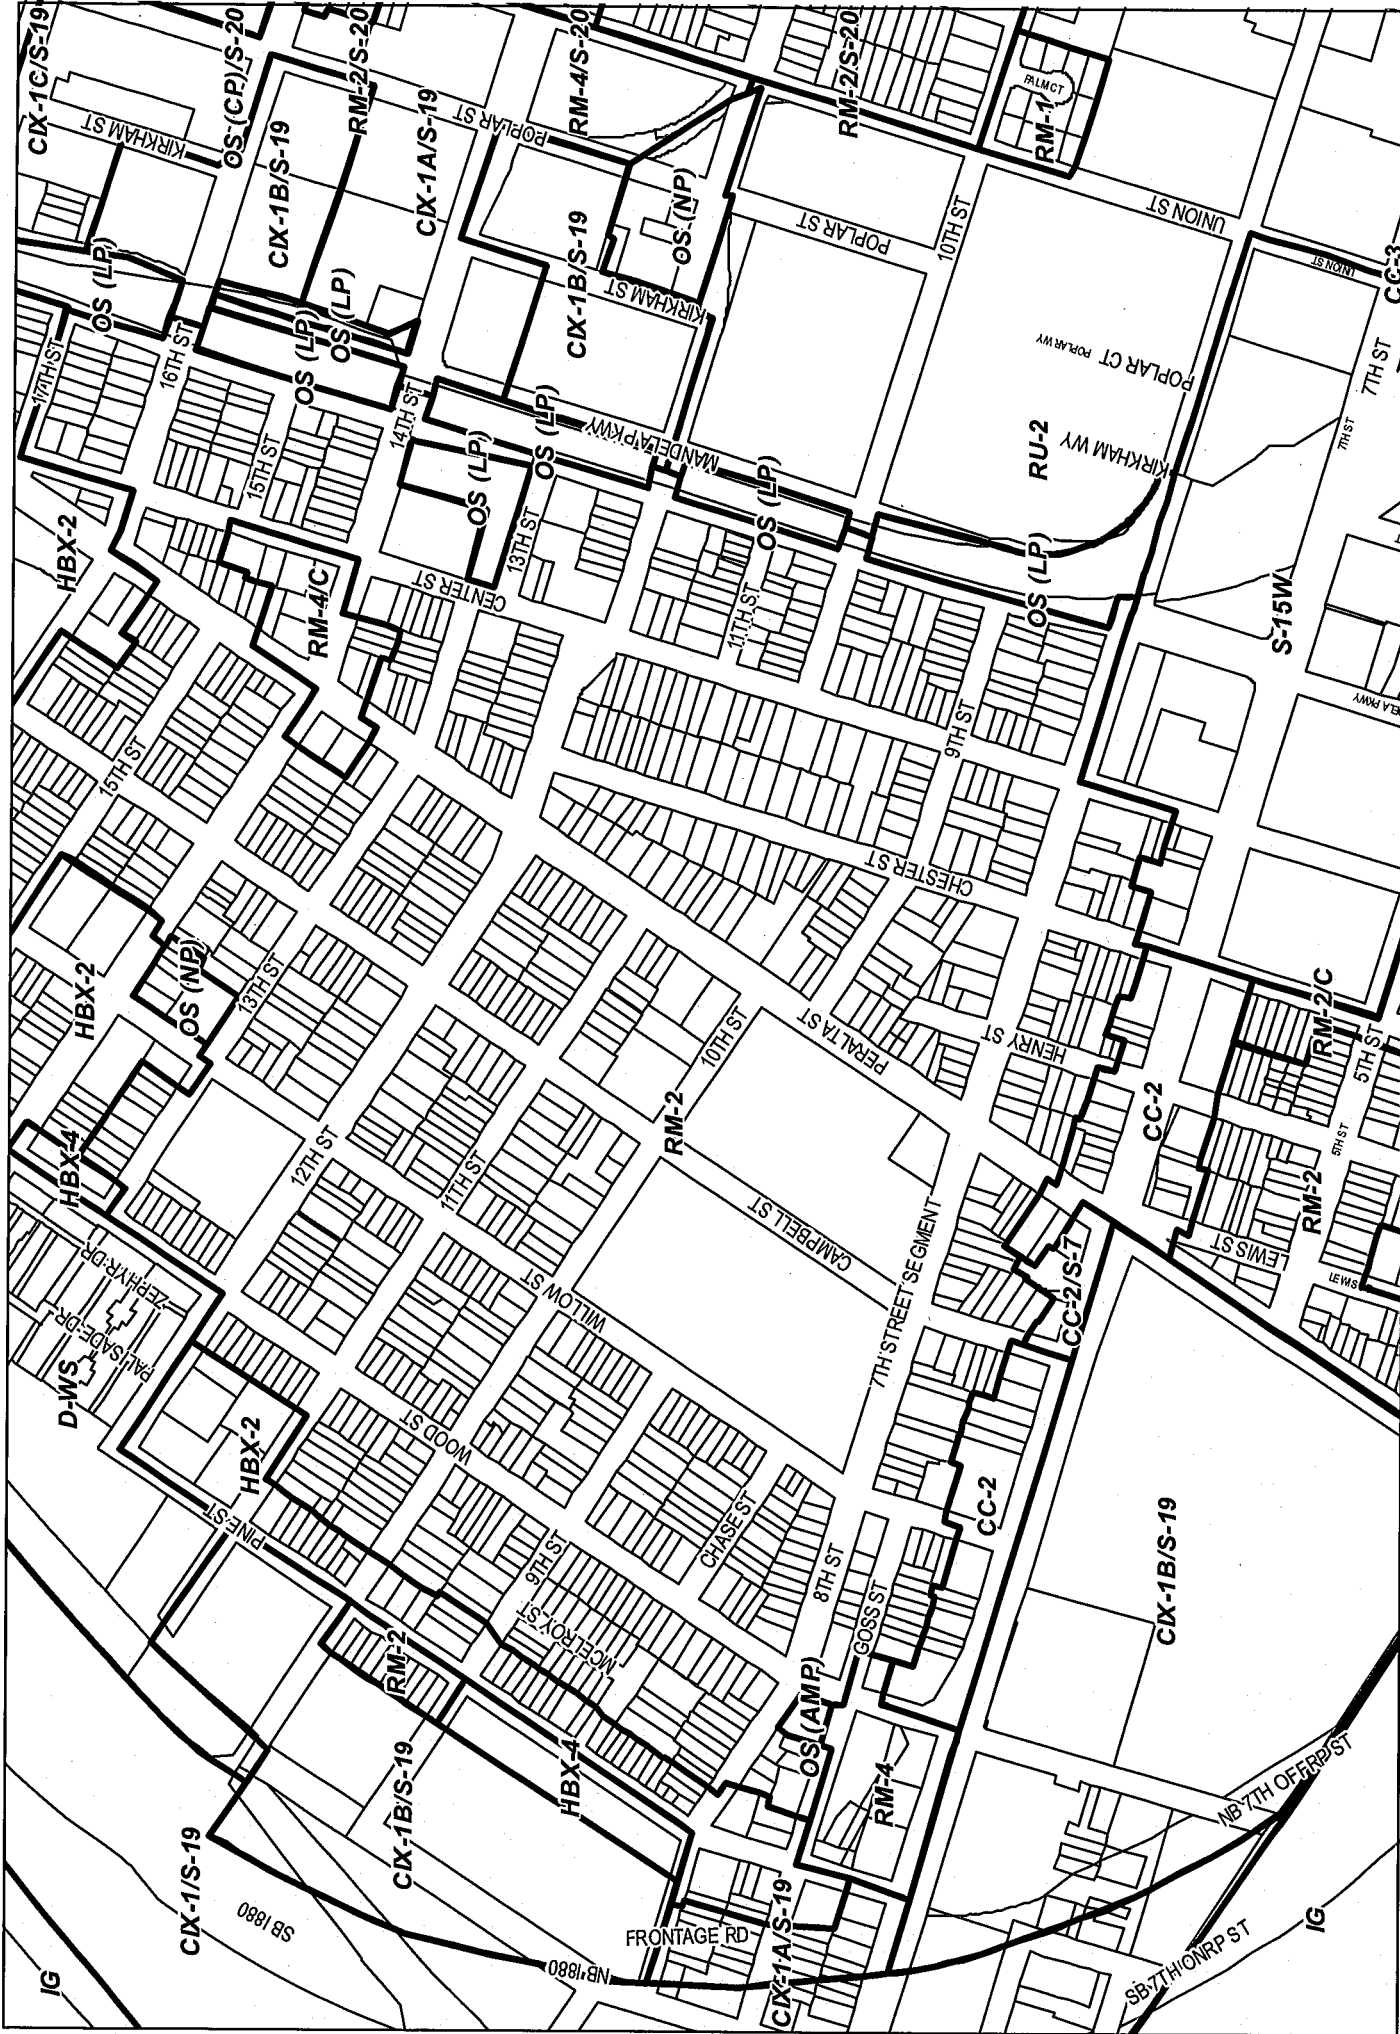 CIX-1C/S-19
KIRKHAM ST
OS (CP)/S-20
RM-2/S-20
CIX-1B/S-19
CIX-1A/S-19
POPLAR ST
RM-4/S-20
RM-2/S-20
PALM CT
RM-1
OS (LP)
17TH ST
16TH ST
OS (LP)
OS (LP)
15TH ST
14TH ST
CIX-1B/S-19
OS (NP)
KIRKHAM ST
POPLAR ST
10TH ST
UNION ST
UNION ST
CC-3
7TH ST
7TH ST
POPLAR WY
POPLAR CT
KIRKHAM WY
RU-2
MANDELA PKWY
OS (LP)
OS (LP)
13TH ST
CENTER ST
OS (LP)
11TH ST
OS (LP)
S-15W
ELA PKWY
HBX-2
RM-4/C
15TH ST
9TH ST
CHESTER ST
HBX-2
OS (NP)
13TH ST
10TH ST
PERALTA ST
HENRY ST
RM-2/C
5TH ST
5TH ST
CC-2
RM-2
LEWIS ST
LEWIS
HBX-4
12TH ST
11TH ST
RM-2
CAMPBELL ST
7TH STREET SEGMENT
CC-2/S-7
ZEPHYR DR
PALISADE DR
D-WS
WILLOW ST
HBX-2
WOOD ST
PINE ST
9TH ST
CHASE ST
8TH ST
GOSS ST
CC-2
CIX-1B/S-19
MCELROY ST
RM-2
OS (AMP)
HBX-4
RM-4
CIX-1B/S-19
CIX-1/S-19
SB I880
NB I880
FRONTAGE RD
CIX-1A/S-19
NB 7TH OFFRP ST
SB 7TH ONRP ST
IG
IG